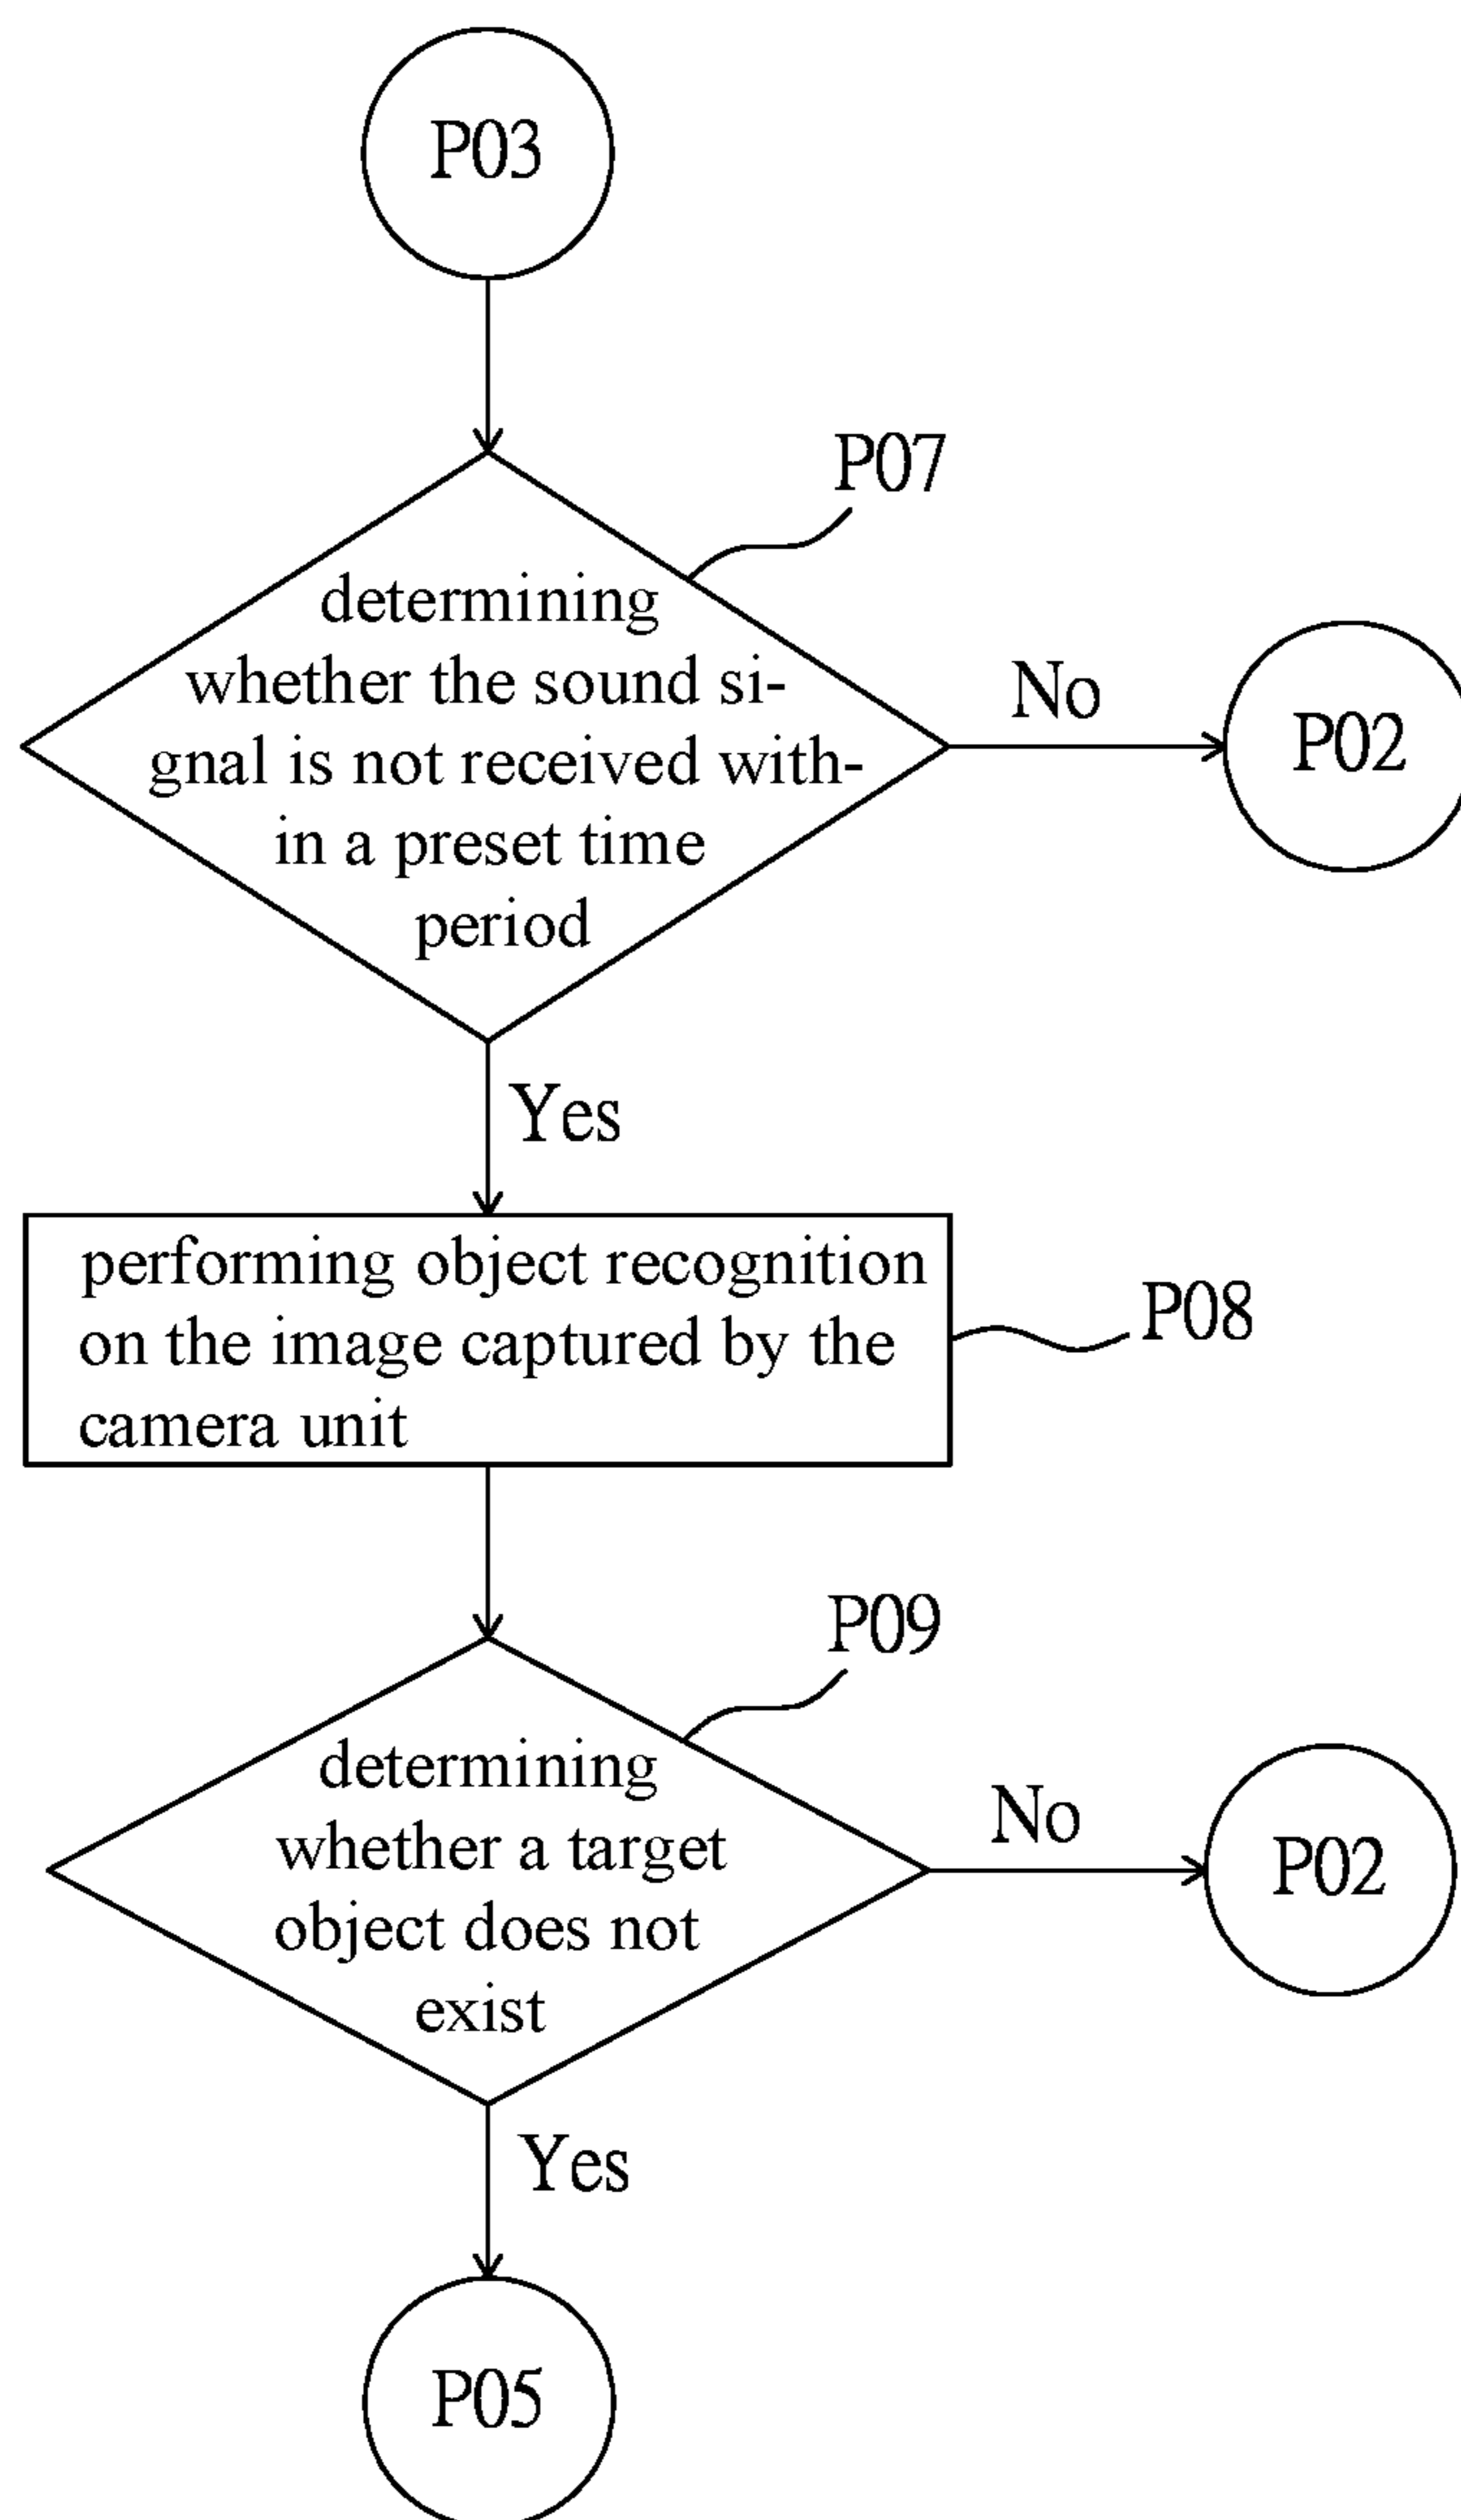 P03
P07
determining
whether the sound si-
gnal is not received with-
in a preset time
period
No
P02
Yes
performing object recognition
on the image captured by the
camera unit
P08
P09
determining
whether a target
object does not
exist
No
P02
Yes
P05